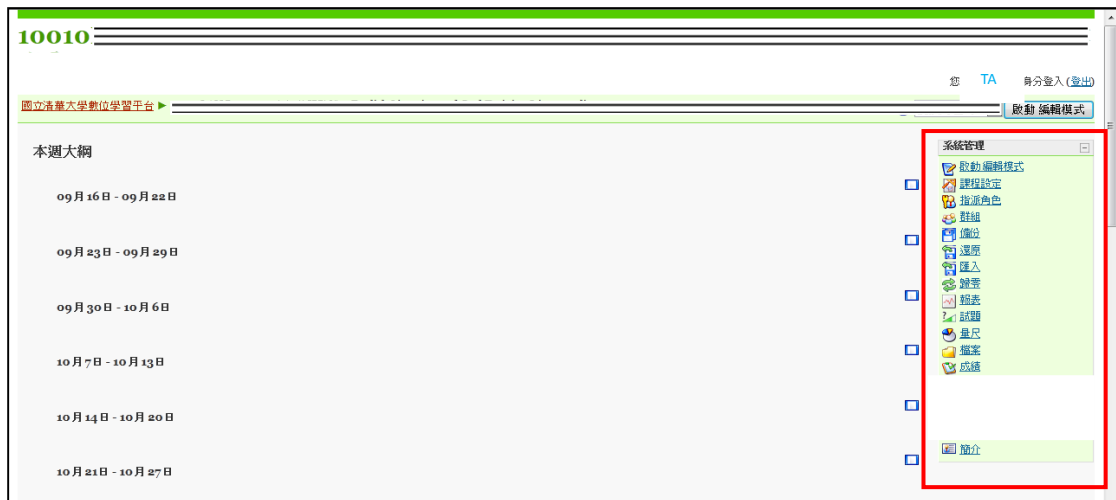 10010
您 TA 身分登入 (登出)
國立清華大學數位學習平台 ►
啟動 編輯模式
本週大綱
09月16日 - 09月22日
09月23日 - 09月29日
09月30日 - 10月6日
10月7日 - 10月13日
10月14日 - 10月20日
10月21日 - 10月27日
系統管理
啟動 編輯模式
課程設定
指派角色
群組
備份
還原
匯入
歸零
報表
試題
量尺
檔案
成績
簡介